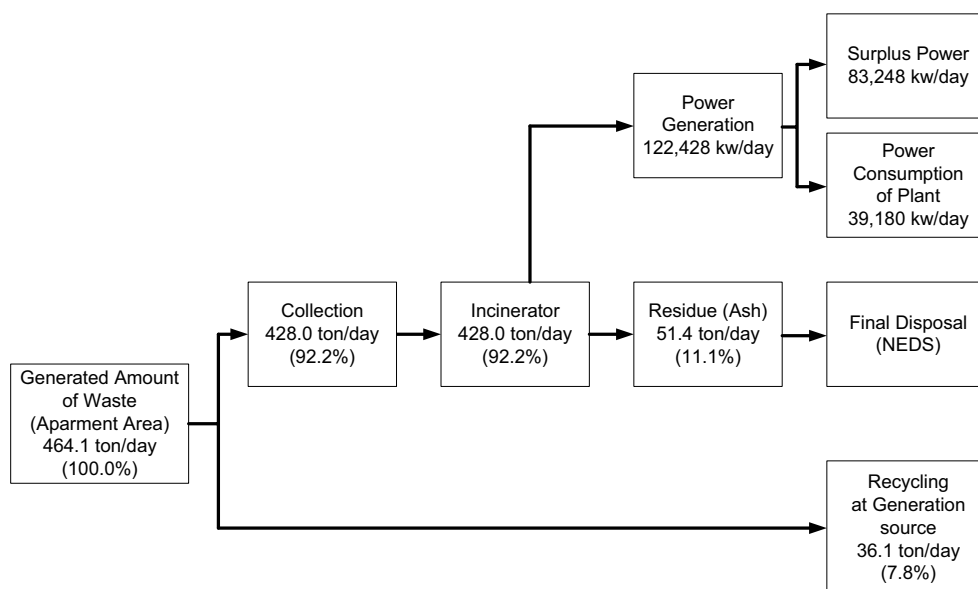 Surplus Power
83,248 kw/day
Power
Generation
122,428 kw/day
Power
Consumption
of Plant
39,180 kw/day
Collection
428.0 ton/day
(92.2%)
Incinerator
428.0 ton/day
(92.2%)
Residue (Ash)
51.4 ton/day
(11.1%)
Final Disposal
(NEDS)
Generated Amount
of Waste
(Aparment Area)
464.1 ton/day
(100.0%)
Recycling
at Generation
source
36.1 ton/day
(7.8%)